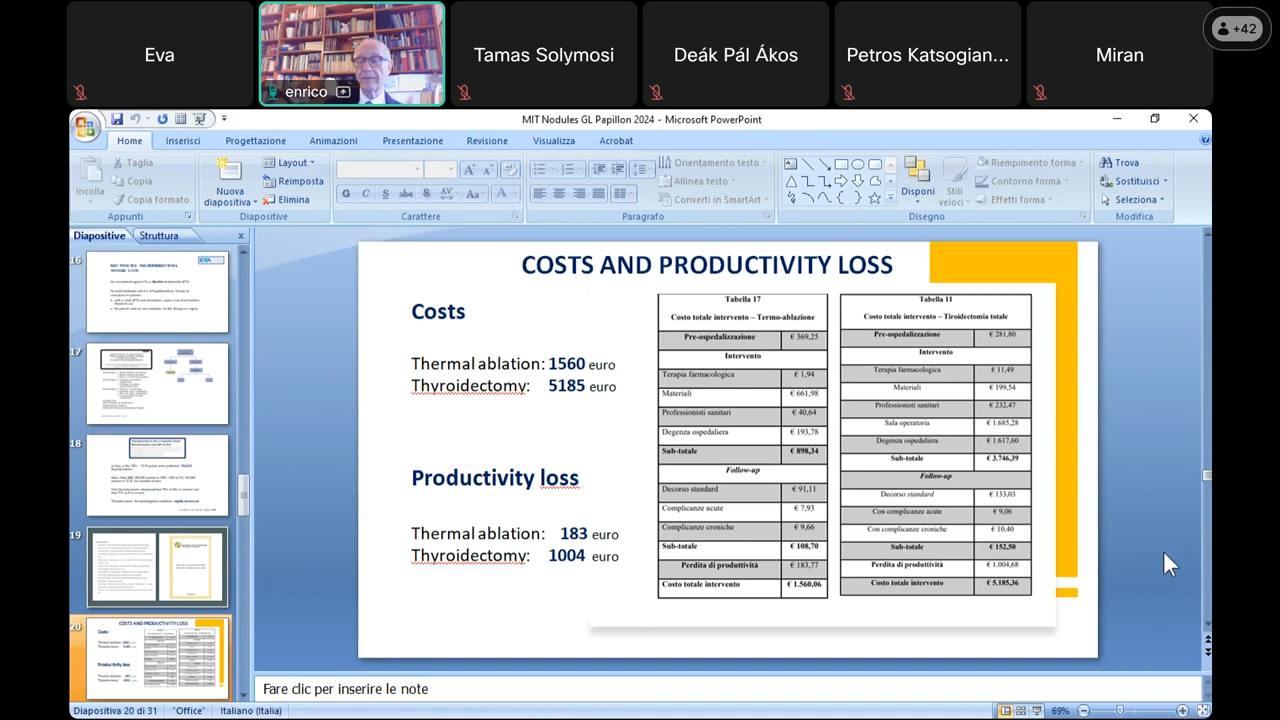 Eva
enrico
Tamas Solymosi
Deák Pál Ákos
Petros Katsogian...
Miran
+42
MIT Nodules GL Papillon 2024 - Microsoft PowerPoint
Home
Inserisci
Progettazione
Animazioni
Presentazione
Revisione
Visualizza
Acrobat
Incolla
Taglia
Copia
Copia formato
Appunti
Nuova diapositiva
Layout
Reimposta
Elimina
Diapositive
Carattere
Orientamento testo
Allinea testo
Converti in SmartArt
Paragrafo
Disponi
Stili veloci
Riempimento forma
Contorno forma
Effetti forma
Disegno
Trova
Sostituisci
Seleziona
Modifica
Diapositive
Struttura
16
17
18
19
20
COSTS AND PRODUCTIVITY LOSS
Costs
Thermal ablation: 1560 euro
Thyroidectomy: 5185 euro
Productivity loss
Thermal ablation: 183 euro
Thyroidectomy: 1004 euro
Tabella 17
Costo totale intervento – Termo-ablazione
Pre-ospedalizzazione € 369,25
Intervento
Terapia farmacologica € 1,94
Materiali € 661,98
Professionisti sanitari € 40,64
Degenza ospedaliera € 193,78
Sub-totale € 898,34
Follow-up
Decorso standard € 91,11
Complicanze acute € 7,93
Complicanze croniche € 9,66
Sub-totale € 108,70
Perdita di produttività
Costo totale intervento € 1.560,06
Tabella 11
Costo totale intervento – Tiroidectomia totale
Pre-ospedalizzazione € 281,80
Intervento
Terapia farmacologica € 11,49
Materiali € 199,54
Professionisti sanitari € 232,47
Sala operatoria € 1.685,28
Degenza ospedaliera € 1.617,60
Sub-totale € 3.746,39
Follow-up
Decorso standard € 133,03
Con complicanze acute € 9,06
Con complicanze croniche € 10,40
Sub-totale € 152,50
Perdita di produttività € 1.004,68
Costo totale intervento € 5.185,36
Fare clic per inserire le note
Diapositiva 20 di 31
"Office"
Italiano (Italia)
69%